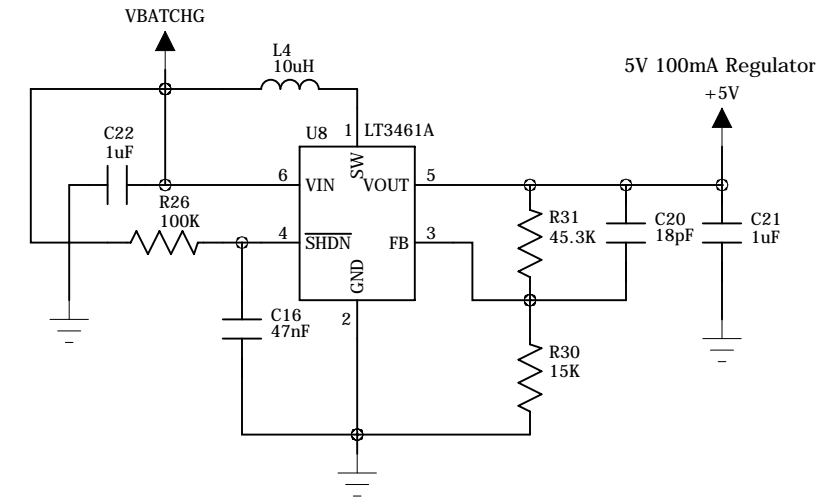 VBATCHG
L4
10uH
5V 100mA Regulator
+5V
U8
1
LT3461A
C22
1uF
SW
6
VIN
VOUT
5
R26
100K
4
SHDN
FB
3
R31
45.3K
C20
18pF
C21
1uF
GND
C16
47nF
2
R30
15K